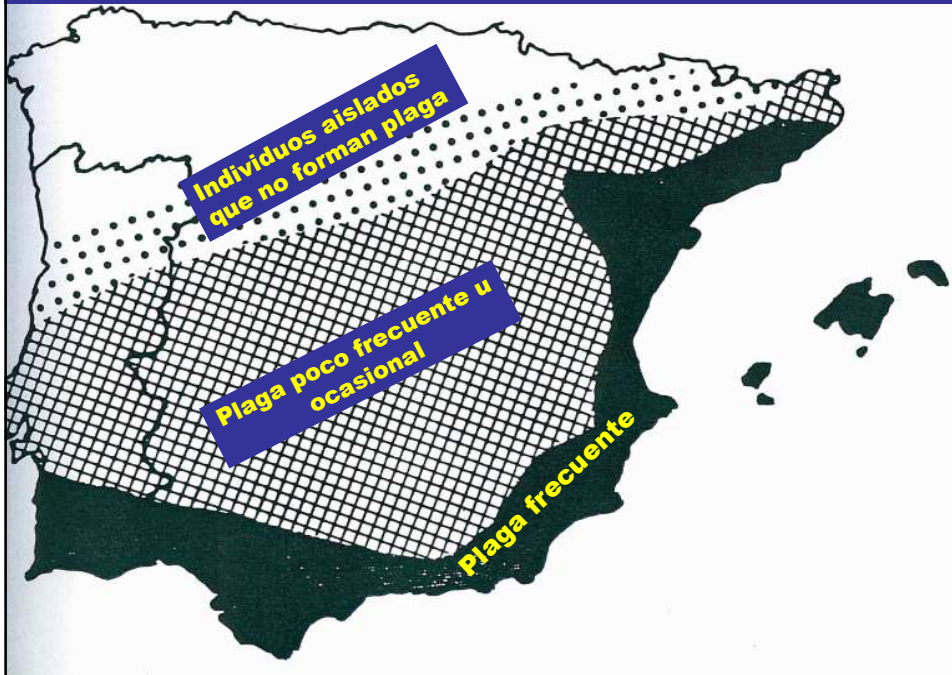 Individuos aislados
que no forman plaga
Plaga poco frecuente u
ocasional
Plaga frecuente